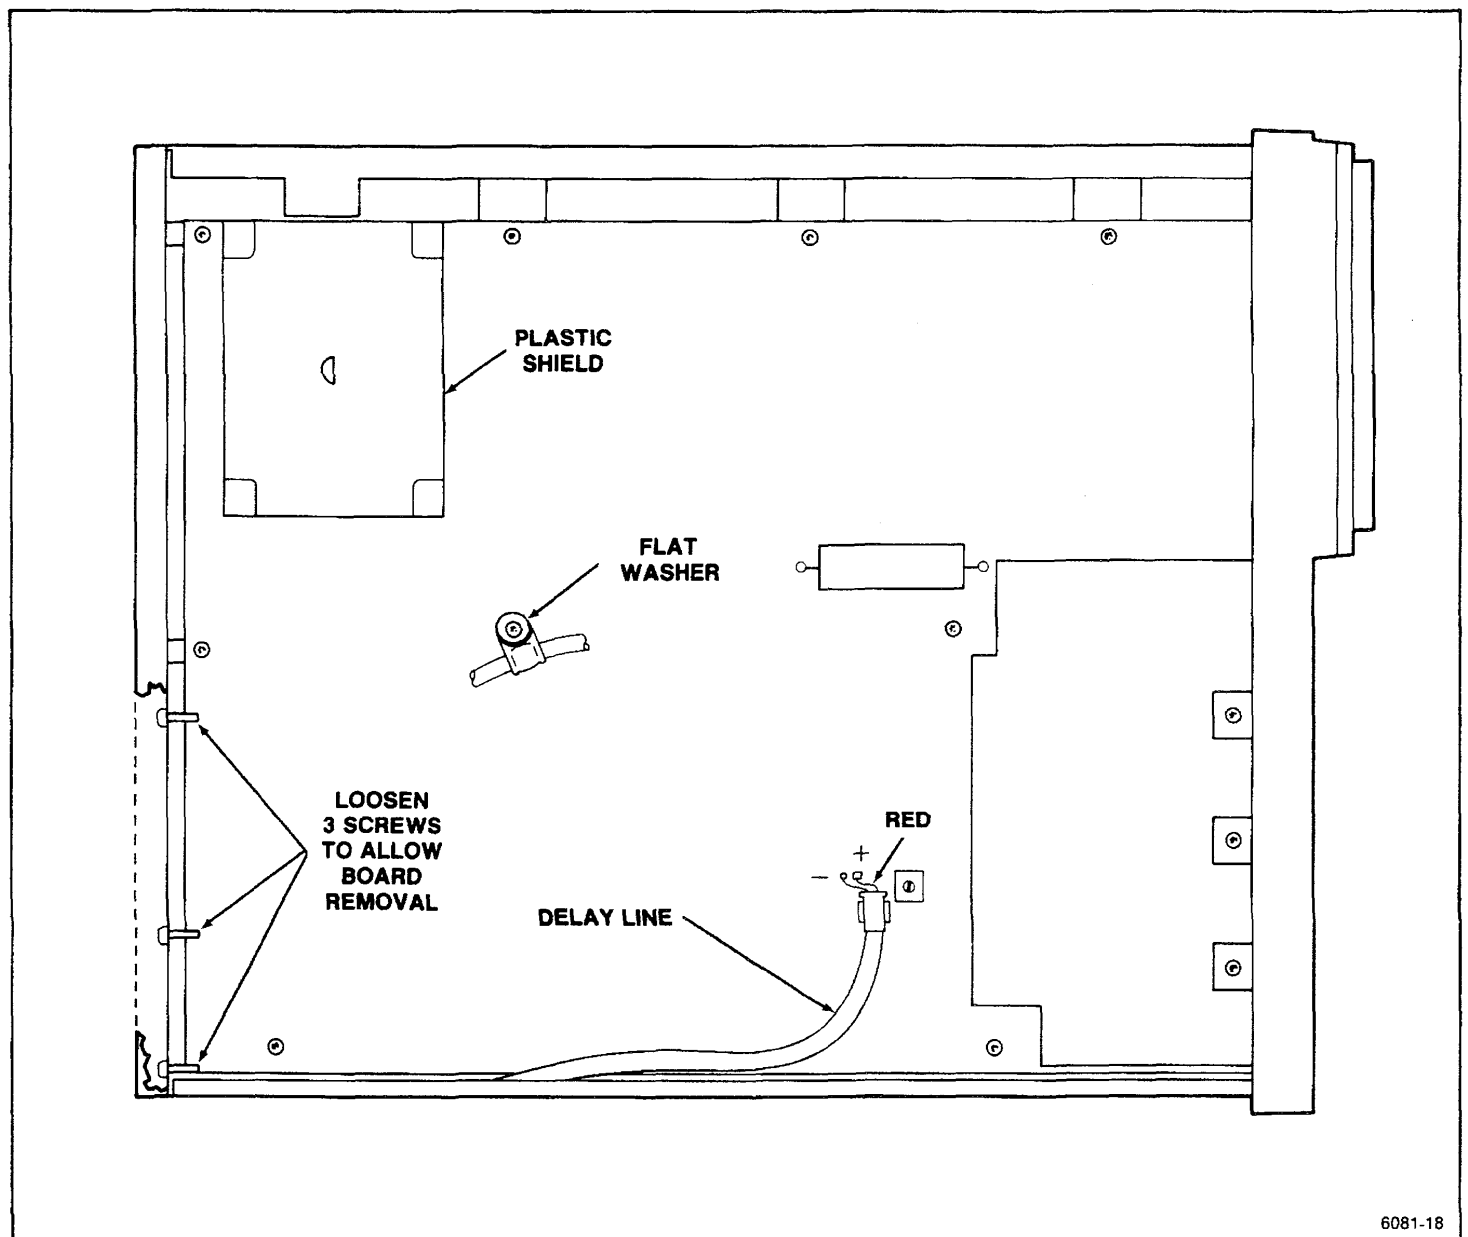 PLASTIC
SHIELD
FLAT
WASHER
LOOSEN
3 SCREWS
TO ALLOW
BOARD
REMOVAL
RED
+
–
DELAY LINE
6081-18